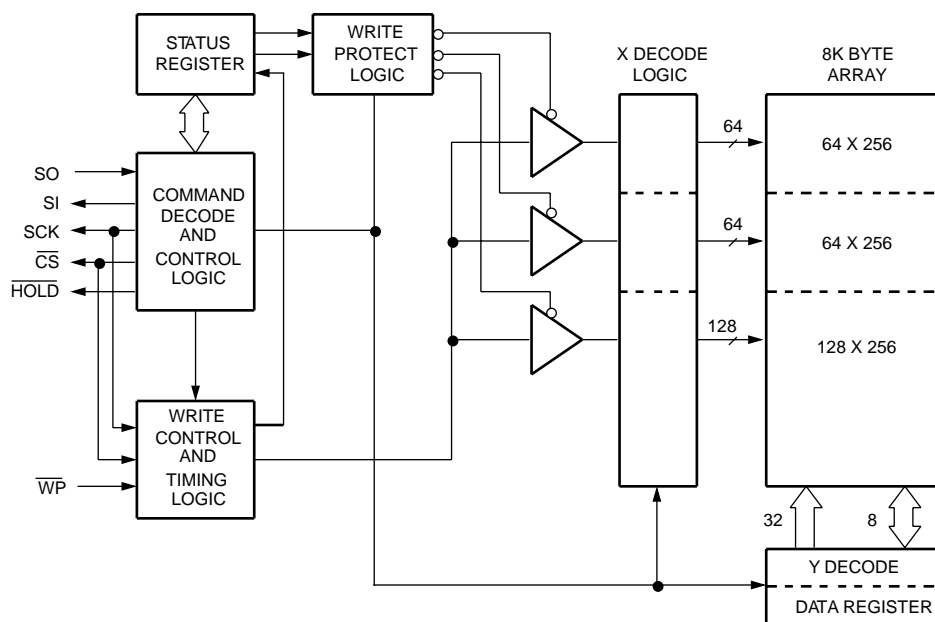 STATUS
REGISTER
WRITE
PROTECT
LOGIC
X DECODE
LOGIC
8K BYTE
ARRAY
64
64 X 256
SO
SI
SCK
CS
HOLD
COMMAND
DECODE
AND
CONTROL
LOGIC
64
64 X 256
128
128 X 256
WRITE
CONTROL
AND
TIMING
LOGIC
WP
32
8
Y DECODE
DATA REGISTER